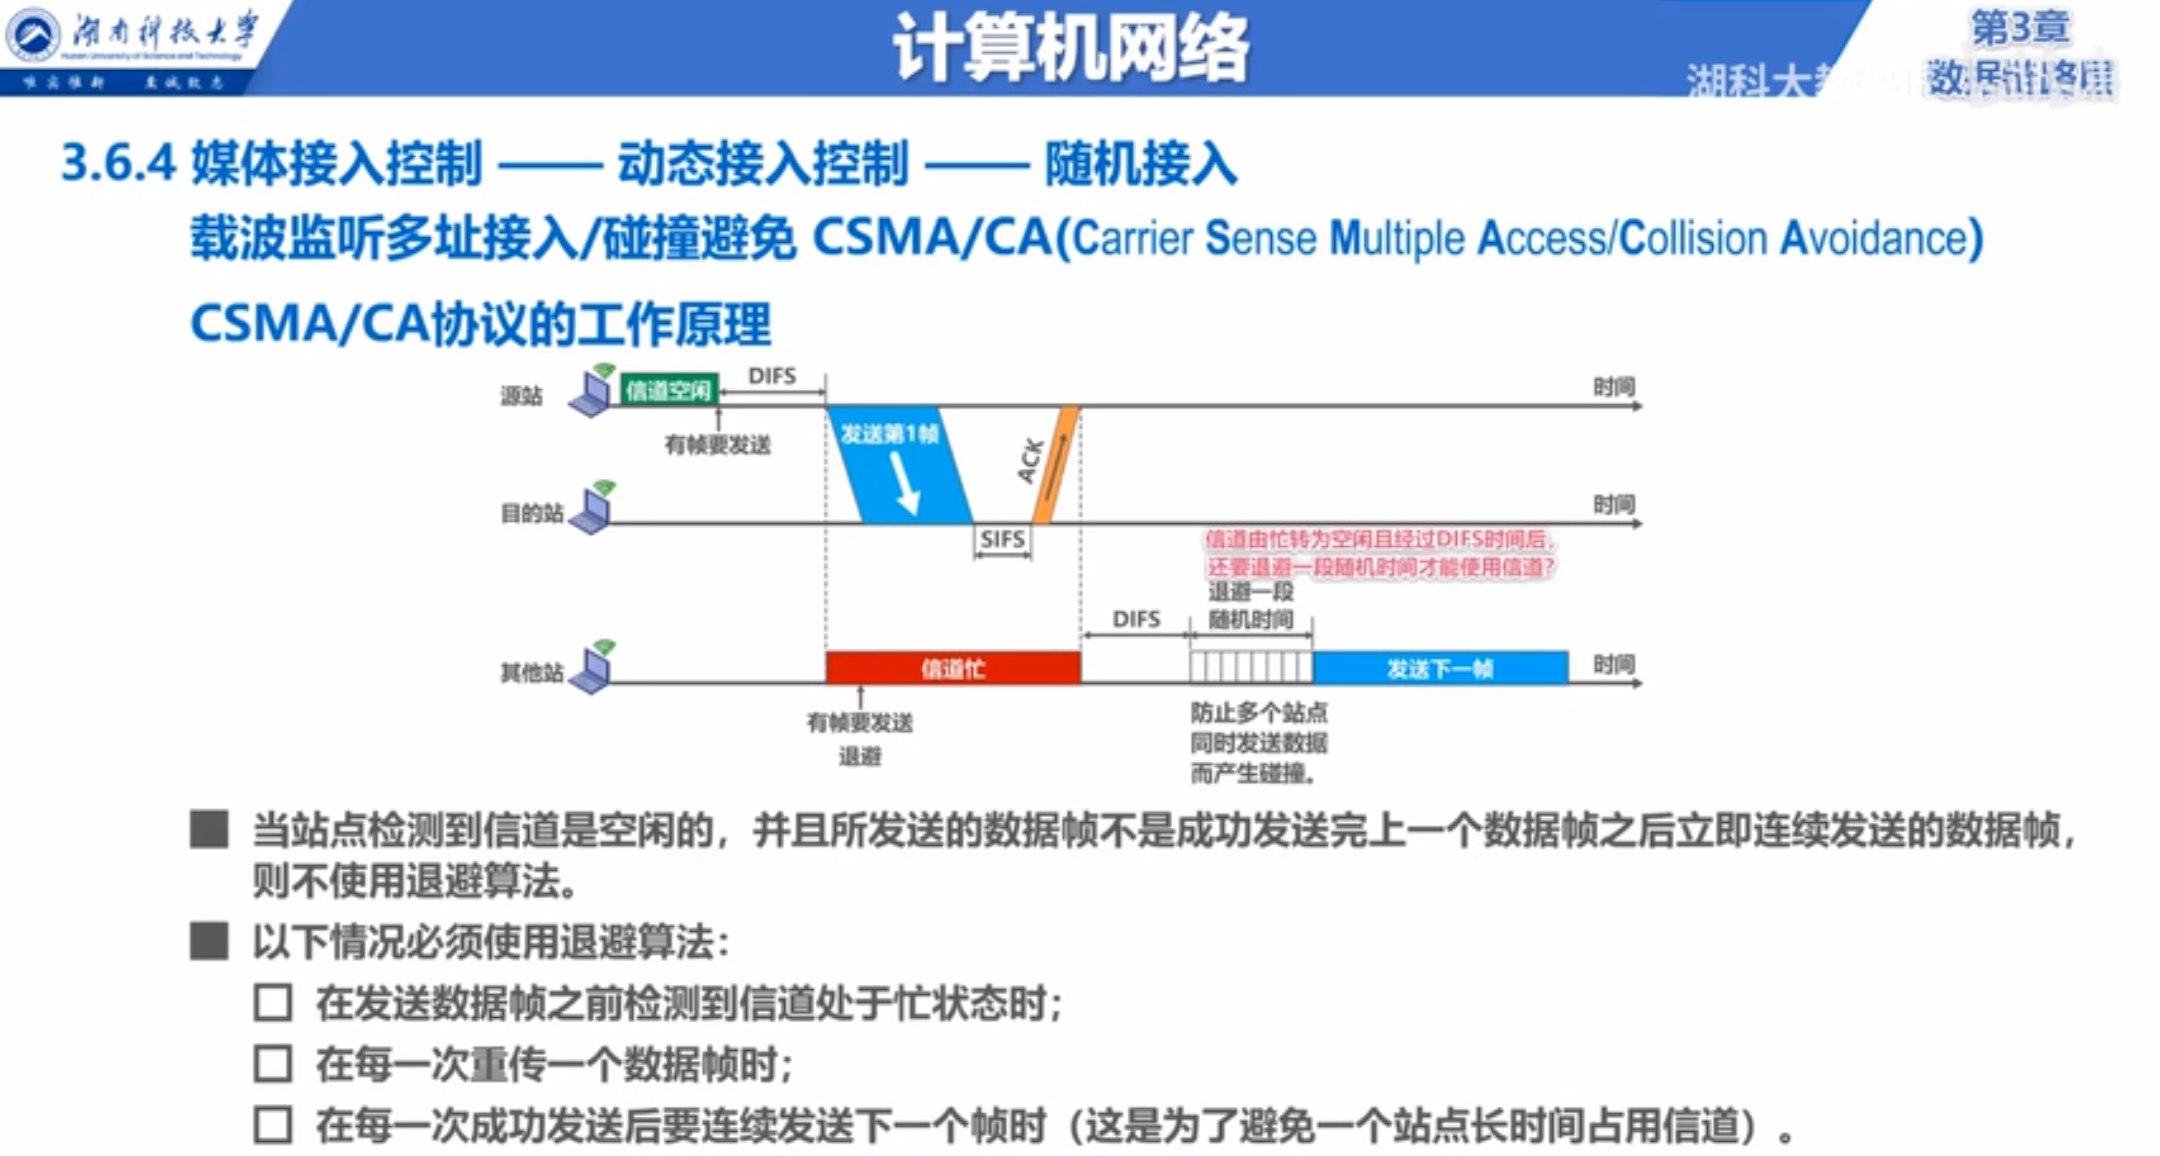 湖南科技大学
Hunan University of Science and Technology
唯实惟新 至诚致志
计算机网络
第3章
数据链路层
湖科大教
3.6.4 媒体接入控制 —— 动态接入控制 —— 随机接入
载波监听多址接入/碰撞避免 CSMA/CA(Carrier Sense Multiple Access/Collision Avoidance)
CSMA/CA协议的工作原理
源站
信道空闲
DIFS
时间
有帧要发送
发送第1帧
ACK
目的站
时间
SIFS
信道由忙转为空闲且经过DIFS时间后，
还要退避一段随机时间才能使用信道?
退避一段
随机时间
DIFS
其他站
信道忙
发送下一帧
时间
有帧要发送
退避
防止多个站点
同时发送数据
而产生碰撞。
当站点检测到信道是空闲的，并且所发送的数据帧不是成功发送完上一个数据帧之后立即连续发送的数据帧，
则不使用退避算法。
以下情况必须使用退避算法：
在发送数据帧之前检测到信道处于忙状态时；
在每一次重传一个数据帧时；
在每一次成功发送后要连续发送下一个帧时（这是为了避免一个站点长时间占用信道）。